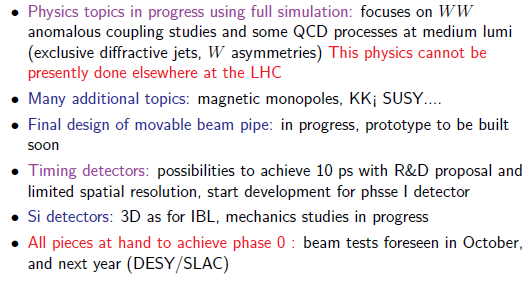 • Physics topics in progress using full simulation: focuses on WW
anomalous coupling studies and some QCD processes at medium lumi
(exclusive diffractive jets, W asymmetries) This physics cannot be
presently done elsewhere at the LHC
• Many additional topics: magnetic monopoles, KK¡ SUSY....
• Final design of movable beam pipe: in progress, prototype to be built
soon
• Timing detectors: possibilities to achieve 10 ps with R&D proposal and
limited spatial resolution, start development for phsse I detector
• Si detectors: 3D as for IBL, mechanics studies in progress
• All pieces at hand to achieve phase 0 : beam tests foreseen in October,
and next year (DESY/SLAC)